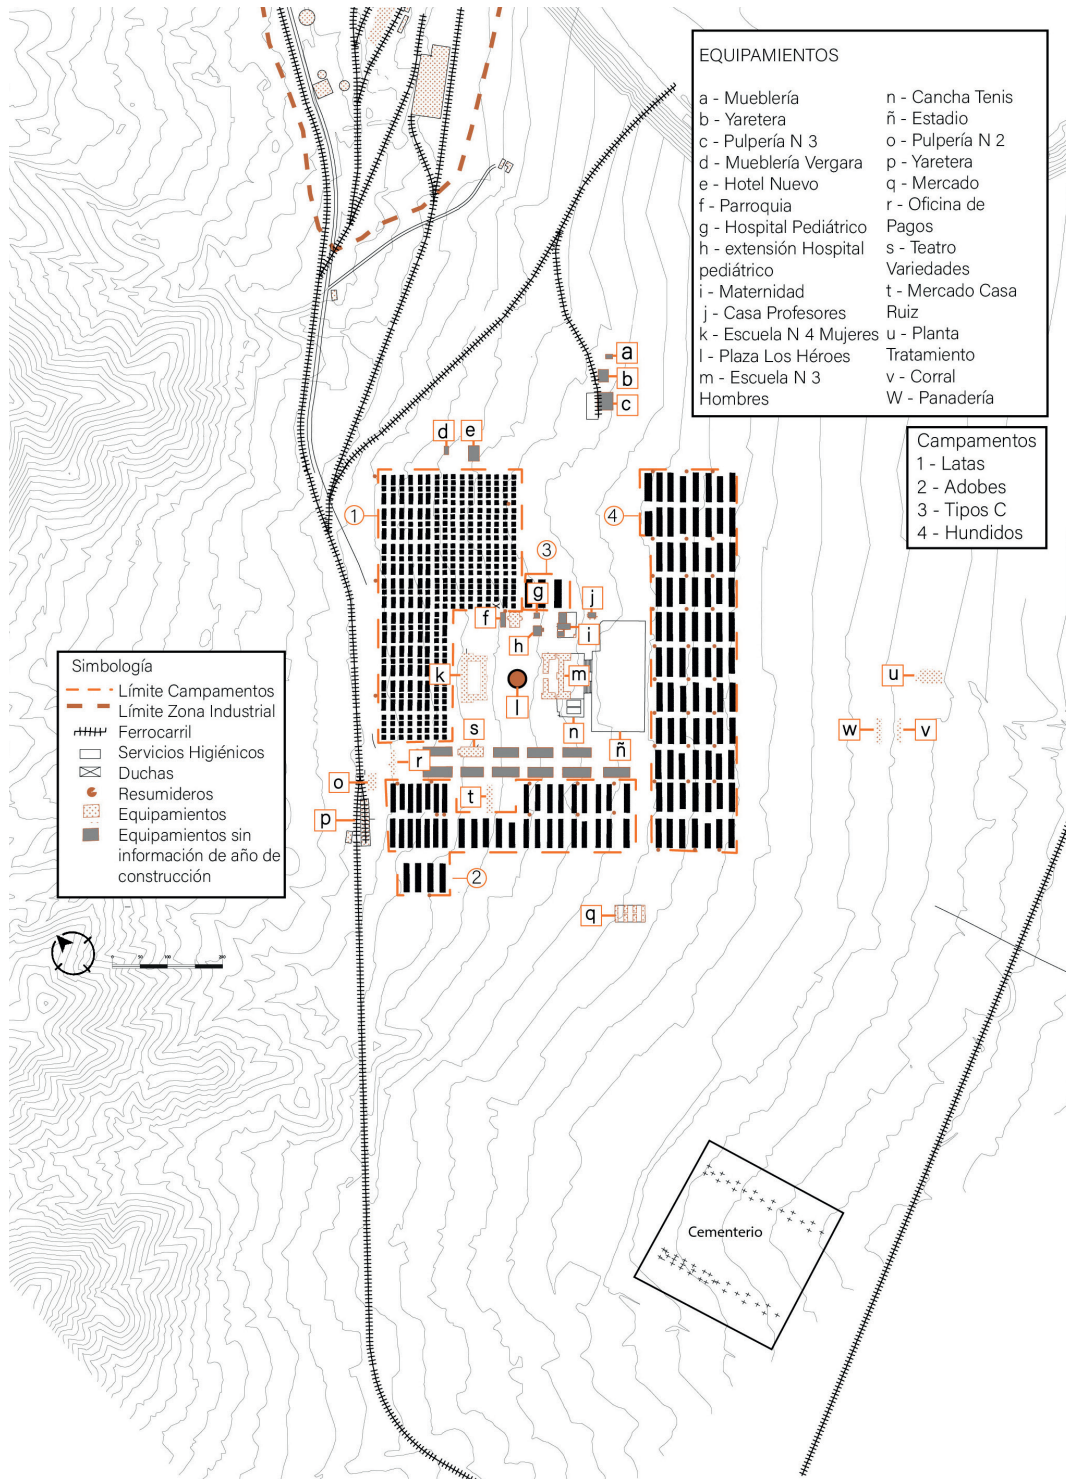 EQUIPAMIENTOS
a - Mueblería
b - Yaretera
c - Pulpería N 3
d - Mueblería Vergara
e - Hotel Nuevo
f - Parroquia
g - Hospital Pediátrico
h - extensión Hospital
pediátrico
i - Maternidad
j - Casa Profesores
k - Escuela N 4 Mujeres
l - Plaza Los Héroes
m - Escuela N 3
Hombres
n - Cancha Tenis
ñ - Estadio
o - Pulpería N 2
p - Yaretera
q - Mercado
r - Oficina de
Pagos
s - Teatro
Variedades
t - Mercado Casa
Ruiz
u - Planta
Tratamiento
v - Corral
W - Panadería
Campamentos
1 - Latas
2 - Adobes
3 - Tipos C
4 - Hundidos
a
b
c
d
e
1
4
3
g
f
j
h
i
k
m
l
u
n
s
ñ
w
v
r
o
t
p
2
q
Simbología
Límite Campamentos
Límite Zona Industrial
Ferrocarril
Servicios Higiénicos
Duchas
Resumideros
Equipamientos
Equipamientos sin
información de año de
construcción
0 50 100 200
Cementerio